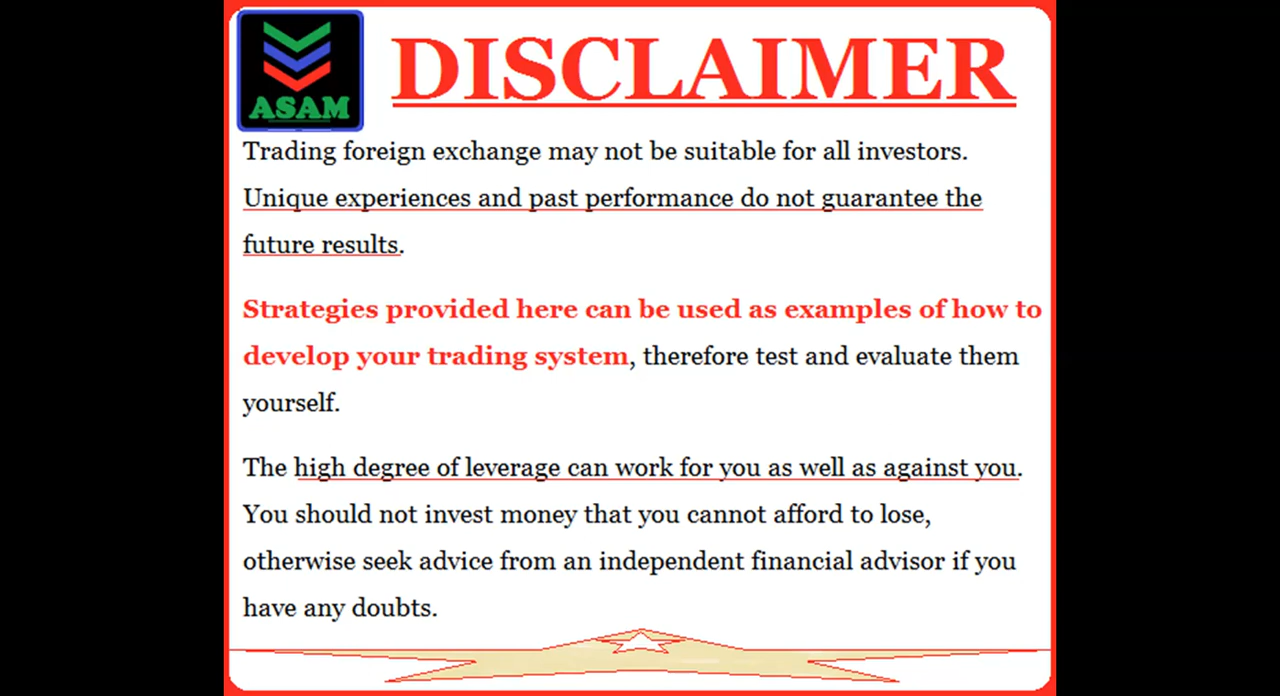 ASAM
DISCLAIMER
Trading foreign exchange may not be suitable for all investors.
Unique experiences and past performance do not guarantee the
future results.
Strategies provided here can be used as examples of how to
develop your trading system, therefore test and evaluate them
yourself.
The high degree of leverage can work for you as well as against you.
You should not invest money that you cannot afford to lose,
otherwise seek advice from an independent financial advisor if you
have any doubts.